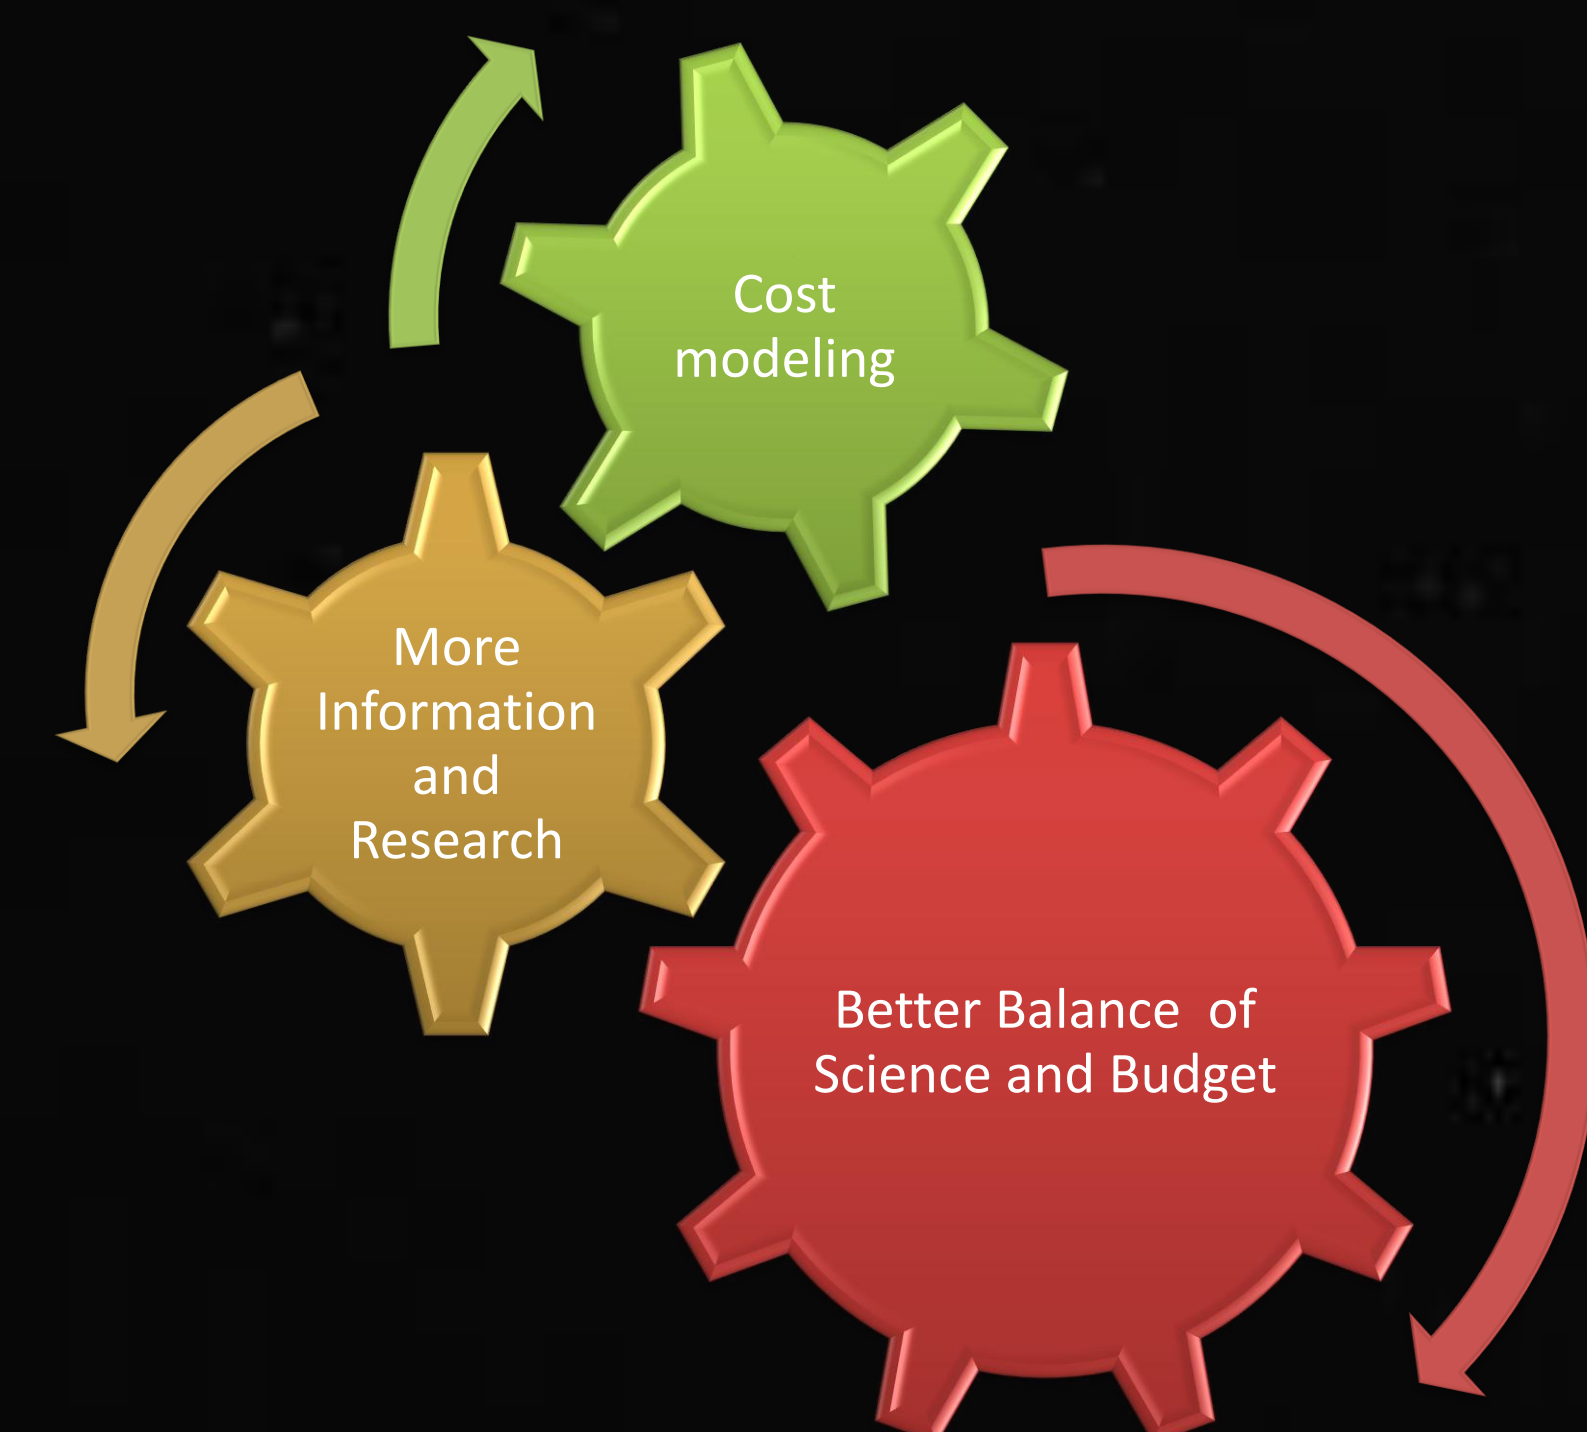 Cost
modeling
More
Information
and
Research
Better Balance  of
Science and Budget